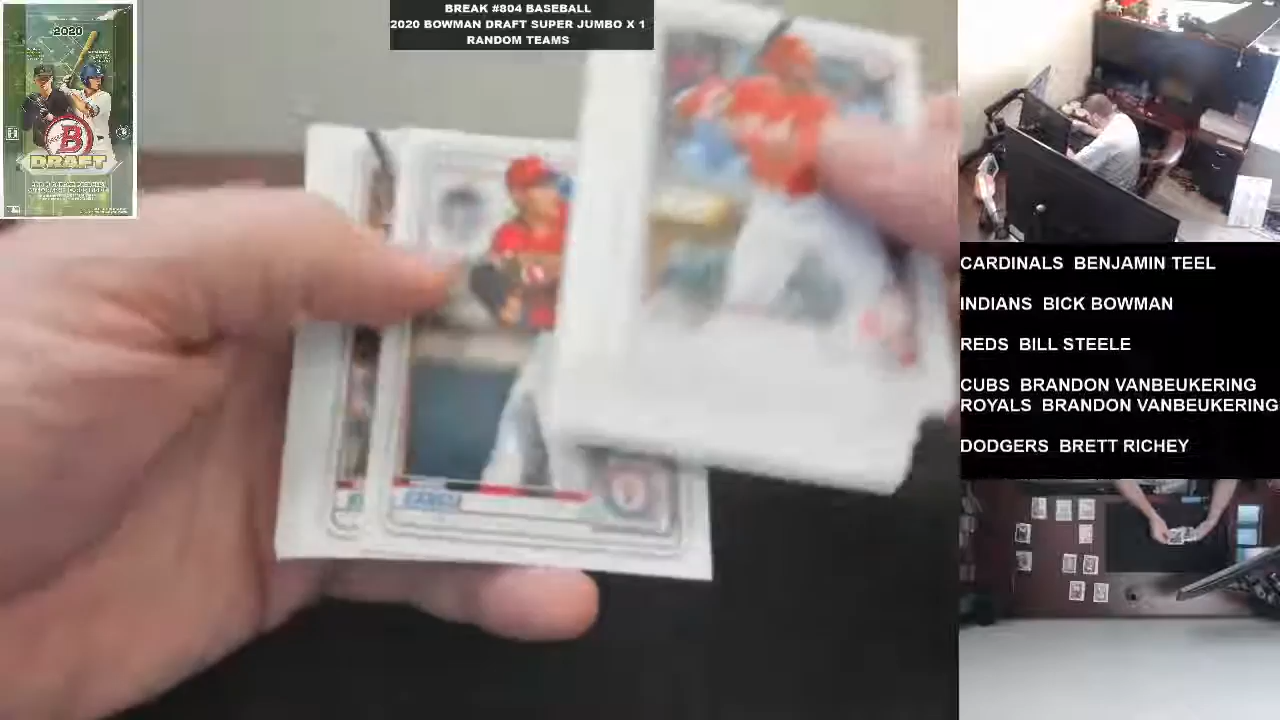 BREAK #804 BASEBALL
2020 BOWMAN DRAFT SUPER JUMBO X 1
RANDOM TEAMS
2020
B
DRAFT
CARDINALS BENJAMIN TEEL
INDIANS BICK BOWMAN
REDS BILL STEELE
CUBS BRANDON VANBEUKERING
ROYALS BRANDON VANBEUKERING
DODGERS BRETT RICHEY